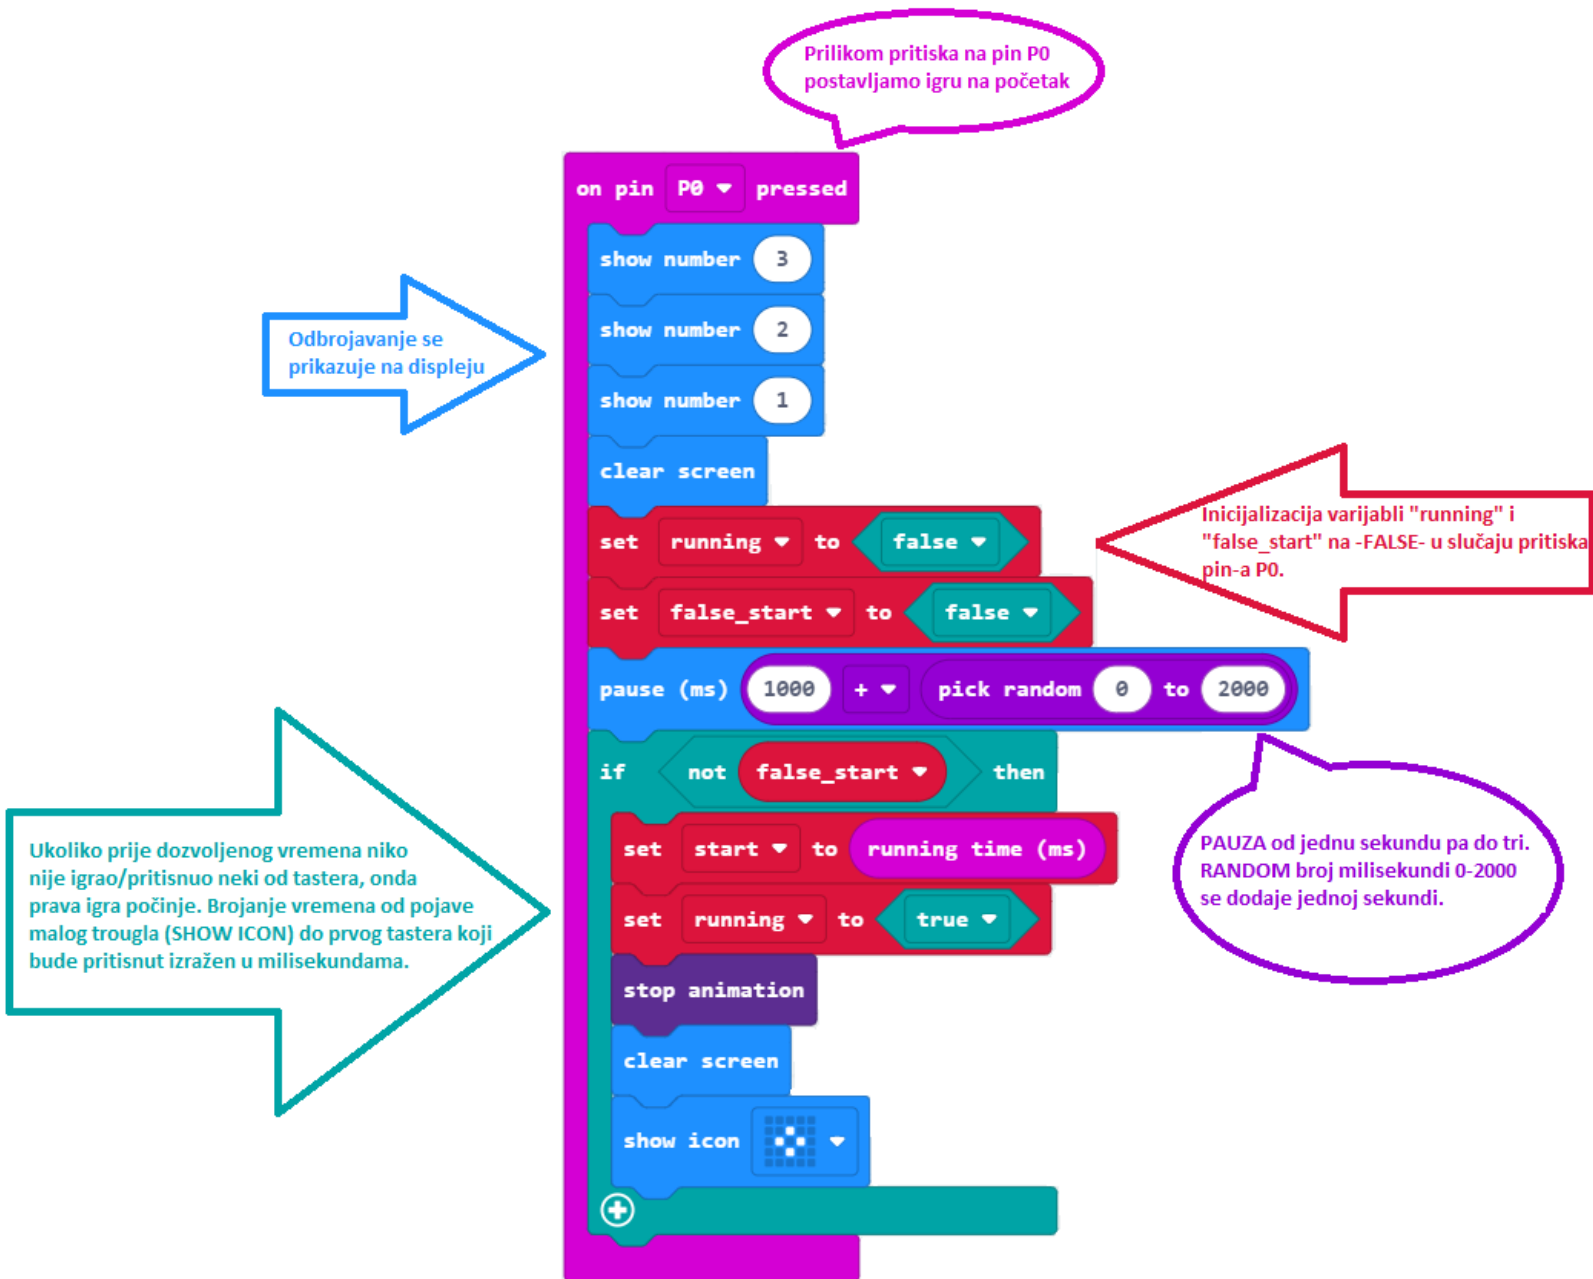 Prilikom pritiska na pin P0
postavljamo igru na početak
on pin P0 pressed
show number 3
show number 2
show number 1
clear screen
Odbrojavanje se
prikazuje na displeju
set running to false
set false_start to false
Inicijalizacija varijabli "running" i
"false_start" na -FALSE- u slučaju pritiska
pin-a P0.
pause (ms) 1000 + pick random 0 to 2000
PAUZA od jednu sekundu pa do tri.
RANDOM broj milisekundi 0-2000
se dodaje jednoj sekundi.
if not false_start then
set start to running time (ms)
set running to true
stop animation
clear screen
show icon
Ukoliko prije dozvoljenog vremena niko
nije igrao/pritisnuo neki od tastera, onda
prava igra počinje. Brojanje vremena od pojave
malog trougla (SHOW ICON) do prvog tastera koji
bude pritisnut izražen u milisekundama.